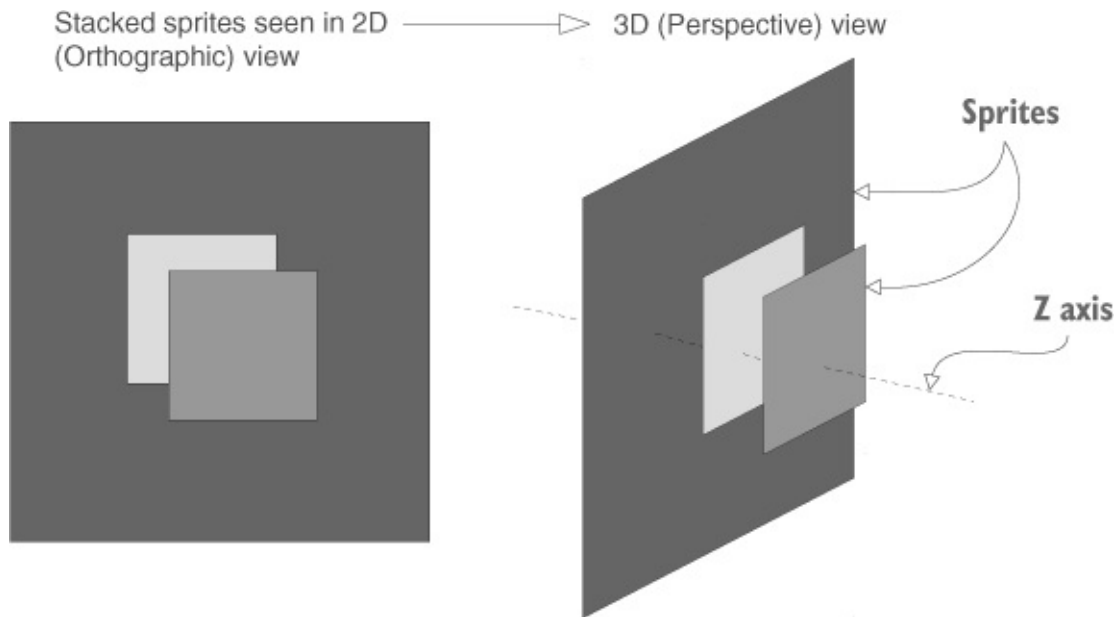 Stacked sprites seen in 2D
(Orthographic) view
3D (Perspective) view
Sprites
Z axis